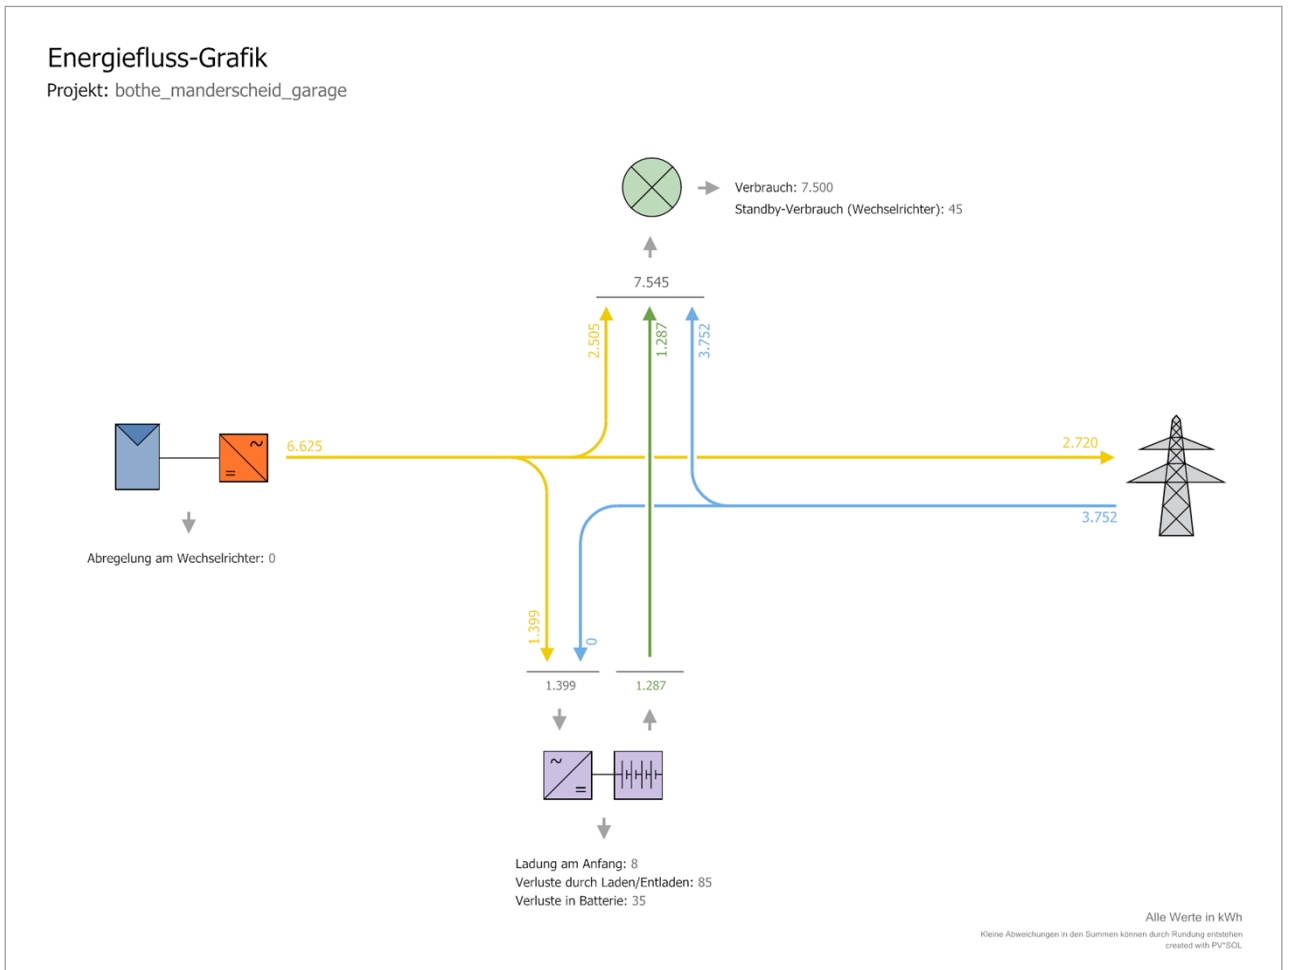 Energiefluss-Grafik
Projekt: bothe_manderscheid_garage
Verbrauch: 7.500
Standby-Verbrauch (Wechselrichter): 45
7.545
2.505
1.287
3.752
6.625
2.720
3.752
Abregelung am Wechselrichter: 0
1.399
0
1.399
1.287
Ladung am Anfang: 8
Verluste durch Laden/Entladen: 85
Verluste in Batterie: 35
Alle Werte in kWh
Kleine Abweichungen in den Summen können durch Rundung entstehen
created with PV*SOL